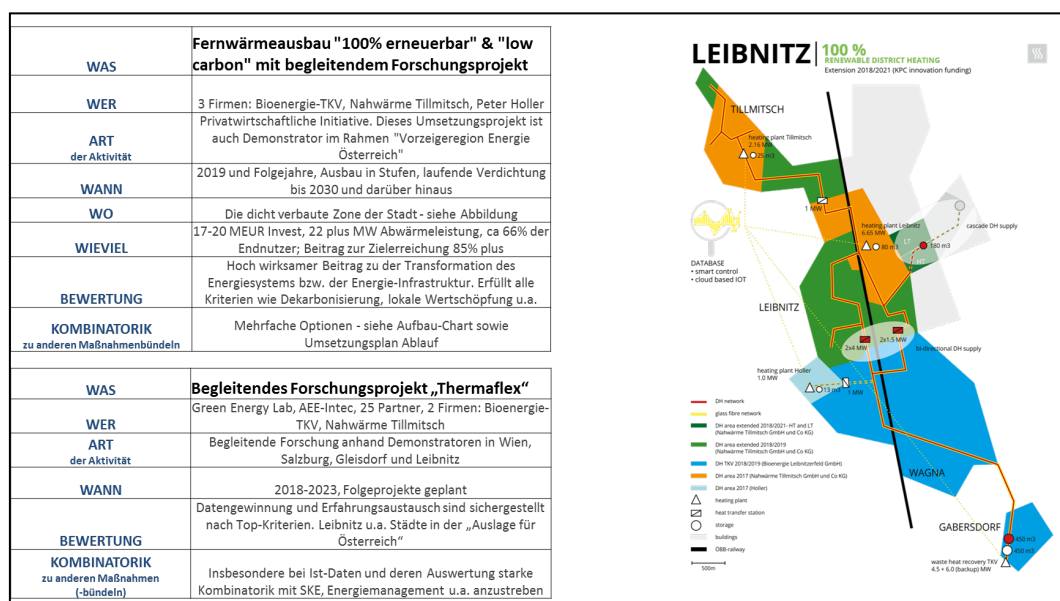 WAS
Fernwärmeausbau "100% erneuerbar" & "low
carbon" mit begleitendem Forschungsprojekt
WER
3 Firmen: Bioenergie-TKV, Nahwärme Tillmitsch, Peter Holler
ART
der Aktivität
Privatwirtschaftliche Initiative. Dieses Umsetzungsprojekt ist
auch Demonstrator im Rahmen "Vorzeigeregion Energie
Österreich"
WANN
2019 und Folgejahre, Ausbau in Stufen, laufende Verdichtung
bis 2030 und darüber hinaus
WO
Die dicht verbaute Zone der Stadt - siehe Abbildung
WIEVIEL
17-20 MEUR Invest, 22 plus MW Abwärmeleistung, ca 66% der
Endnutzer; Beitrag zur Zielerreichung 85% plus
BEWERTUNG
Hoch wirksamer Beitrag zu der Transformation des
Energiesystems bzw. der Energie-Infrastruktur. Erfüllt alle
Kriterien wie Dekarbonisierung, lokale Wertschöpfung u.a.
KOMBINATORIK
zu anderen Maßnahmenbündeln
Mehrfache Optionen - siehe Aufbau-Chart sowie
Umsetzungsplan Ablauf
WAS
Begleitendes Forschungsprojekt „Thermaflex“
WER
Green Energy Lab, AEE-Intec, 25 Partner, 2 Firmen: Bioenergie-
TKV, Nahwärme Tillmitsch
ART
der Aktivität
Begleitende Forschung anhand Demonstratoren in Wien,
Salzburg, Gleisdorf und Leibnitz
WANN
2018-2023, Folgeprojekte geplant
BEWERTUNG
Datengewinnung und Erfahrungsaustausch sind sichergestellt
nach Top-Kriterien. Leibnitz u.a. Städte in der „Auslage für
Österreich“
KOMBINATORIK
zu anderen Maßnahmen
(-bündeln)
Insbesondere bei Ist-Daten und deren Auswertung starke
Kombinatorik mit SKE, Energiemanagement u.a. anzustreben
LEIBNITZ
100 %
RENEWABLE DISTRICT HEATING
Extension 2018/2021 (KPC innovation funding)
TILLMITSCH
heating plant Tillmitsch
2.16 MW
25 m3
1 MW
heating plant Leibnitz
6.65 MW
80 m3
LT
HT
180 m3
cascade DH supply
DATABASE
• smart control
• cloud based IOT
LEIBNITZ
2x4 MW
2x1.5 MW
bi-directional DH supply
heating plant Holler
1.0 MW
13 m3
1 MW
WAGNA
GABERSDORF
450 m3
450 m3
waste heat recovery TKV
4.5 + 6.0 (backup) MW
DH network
glass fibre network
DH area extended 2018/2021- HT and LT
(Nahwärme Tillmitsch GmbH und Co KG)
DH area extended 2018/2019
(Nahwärme Tillmitsch GmbH und Co KG)
DH TKV 2018/2019 (Bioenergie Leibnitzerfeld GmbH)
DH area 2017 (Nahwärme Tillmitsch GmbH und Co KG)
DH area 2017 (Holler)
heating plant
heat transfer station
storage
buildings
ÖBB-railway
500m